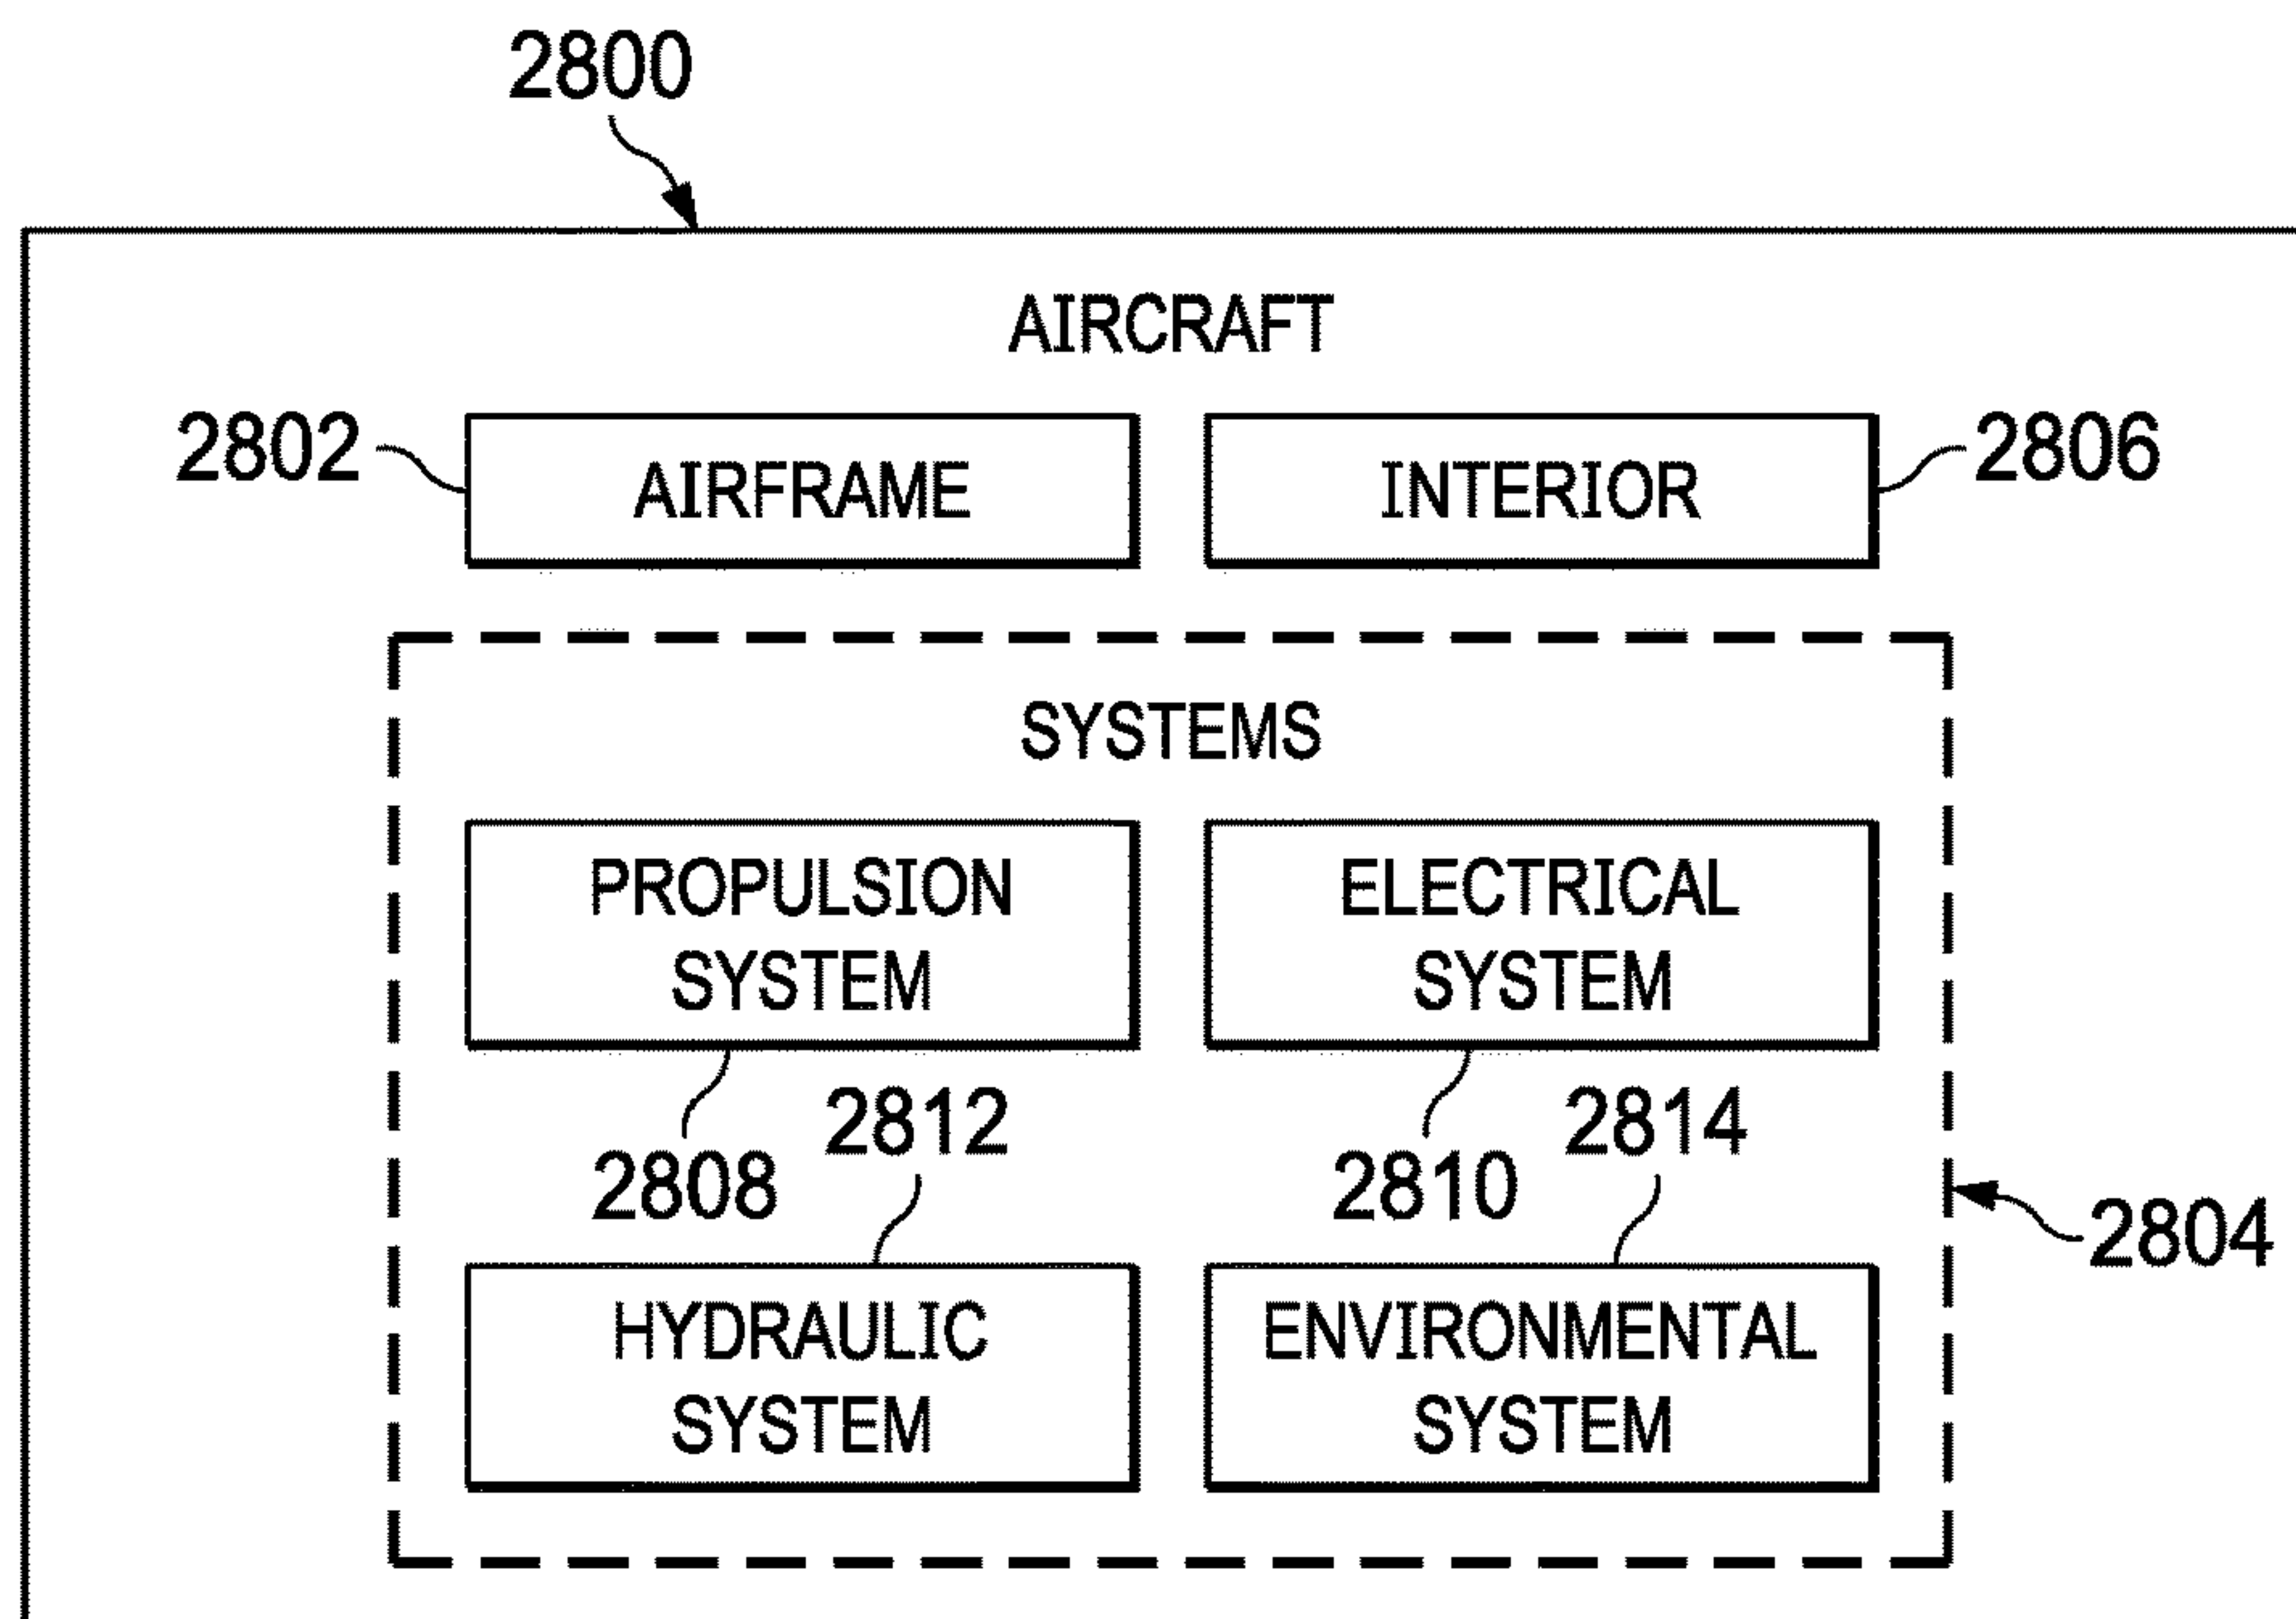 2800
AIRCRAFT
2802
AIRFRAME
INTERIOR
2806
SYSTEMS
PROPULSION
SYSTEM
ELECTRICAL
SYSTEM
2808
2812
2810
2814
2804
HYDRAULIC
SYSTEM
ENVIRONMENTAL
SYSTEM